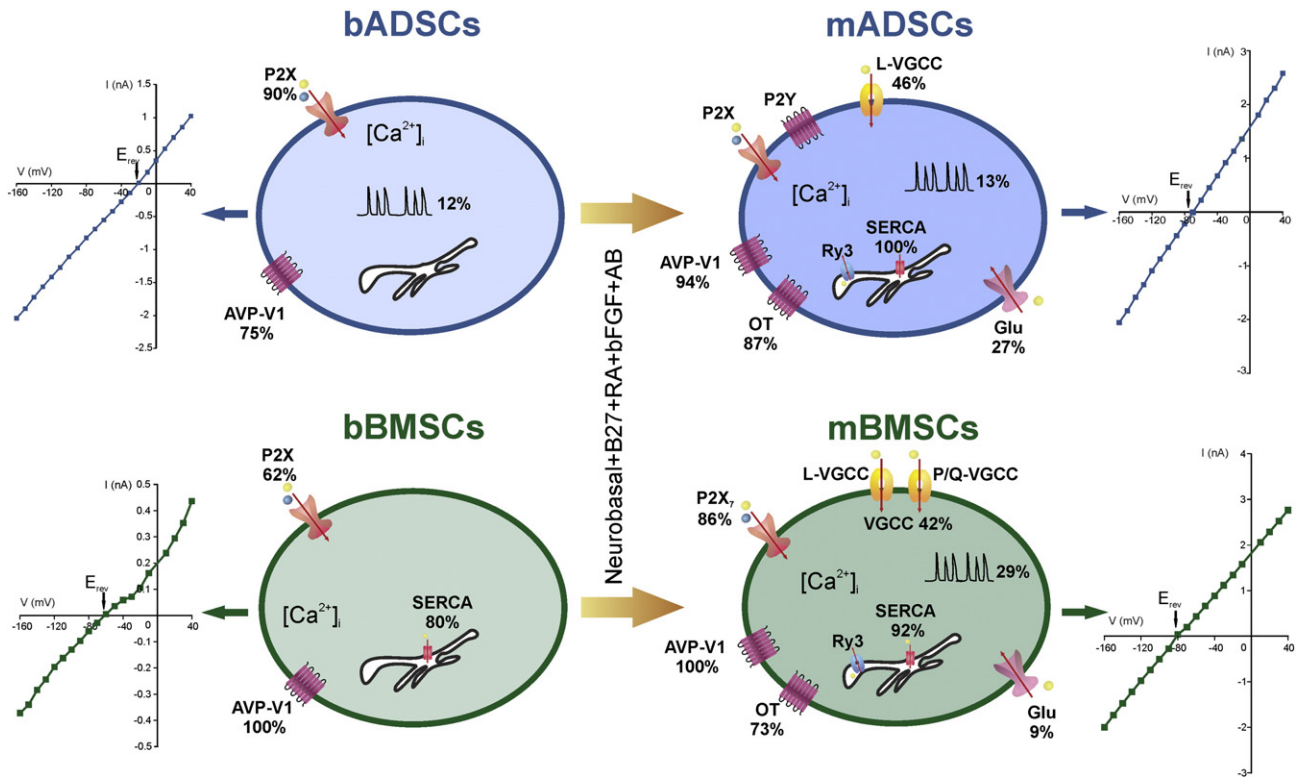 bADSCs
mADSCs
I (nA)
1.5
1
0.5
-0.5
-1
-1.5
-2
-2.5
V (mV)
-160
-120
-80
-40
0
40
E_rev
P2X
90%
[Ca²⁺]ᵢ
12%
AVP-V1
75%
L-VGCC
46%
P2Y
P2X
[Ca²⁺]ᵢ
13%
SERCA
100%
Ry3
AVP-V1
94%
OT
87%
Glu
27%
I (nA)
3
2
1
-1
-2
-3
V (mV)
-160
-120
-80
-40
0
40
E_rev
Neurobasal+B27+RA+bFGF+AB
bBMSCs
mBMSCs
I (nA)
0.5
0.4
0.3
0.2
0.1
-0.1
-0.2
-0.3
-0.4
-0.5
V (mV)
-160
-120
-80
-40
0
40
E_rev
P2X
62%
[Ca²⁺]ᵢ
SERCA
80%
AVP-V1
100%
L-VGCC
P/Q-VGCC
VGCC 42%
P2X₇
86%
[Ca²⁺]ᵢ
29%
SERCA
92%
Ry3
AVP-V1
100%
OT
73%
Glu
9%
I (nA)
4
3
2
1
-1
-2
-3
V (mV)
-160
-120
-80
-40
0
40
E_rev